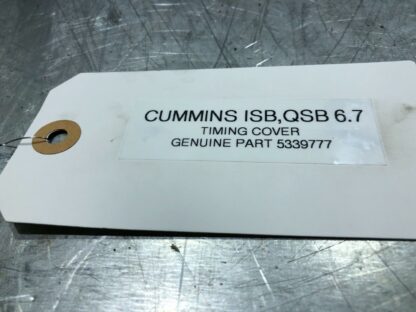 CUMMINS ISB,QSB 6.7
TIMING COVER
GENUINE PART 5339777